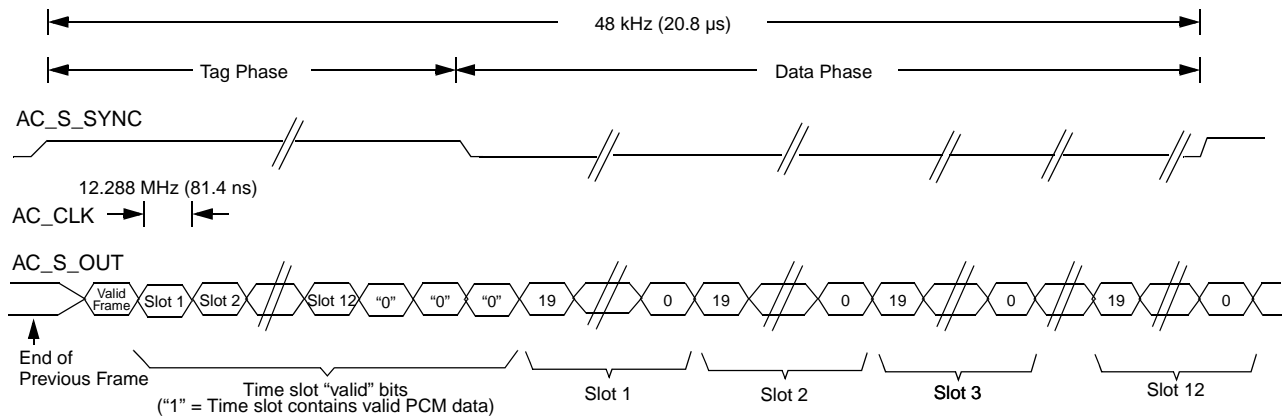 48 kHz (20.8 µs)
Tag Phase
Data Phase
AC_S_SYNC
12.288 MHz (81.4 ns)
AC_CLK
AC_S_OUT
Valid
Frame
Slot 1
Slot 2
Slot 12
“0”
“0”
“0”
19
0
19
0
19
0
19
0
End of
Previous Frame
Time slot “valid” bits
(“1” = Time slot contains valid PCM data)
Slot 1
Slot 2
Slot 3
Slot 12